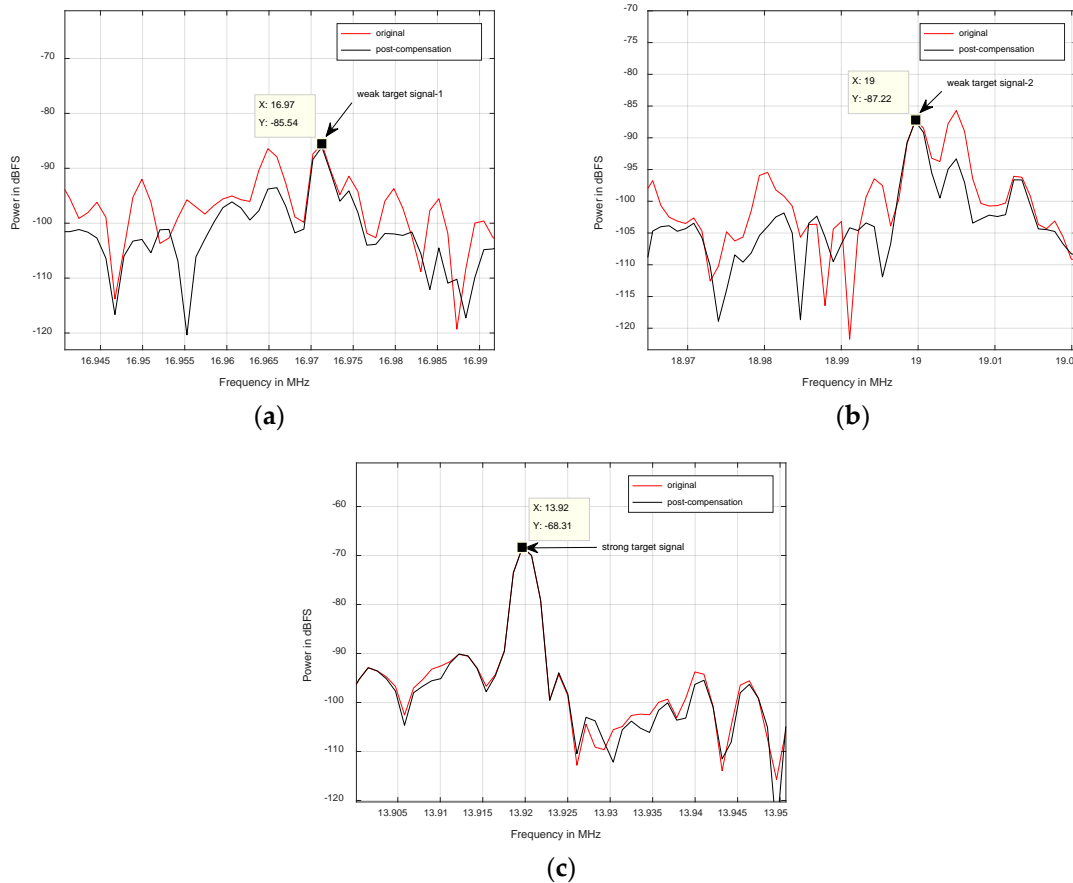 original
post-compensation
X: 16.97
Y: -85.54
weak target signal-1
Power in dBFS
-70
-80
-90
-100
-110
-120
16.945 16.95 16.955 16.96 16.965 16.97 16.975 16.98 16.985 16.99
Frequency in MHz
(a)
original
post-compensation
X: 19
Y: -87.22
weak target signal-2
Power in dBFS
-70
-75
-80
-85
-90
-95
-100
-105
-110
-115
-120
18.97 18.98 18.99 19 19.01 19.0
Frequency in MHz
(b)
original
post-compensation
X: 13.92
Y: -68.31
strong target signal
Power in dBFS
-60
-70
-80
-90
-100
-110
-120
13.905 13.91 13.915 13.92 13.925 13.93 13.935 13.94 13.945 13.95
Frequency in MHz
(c)